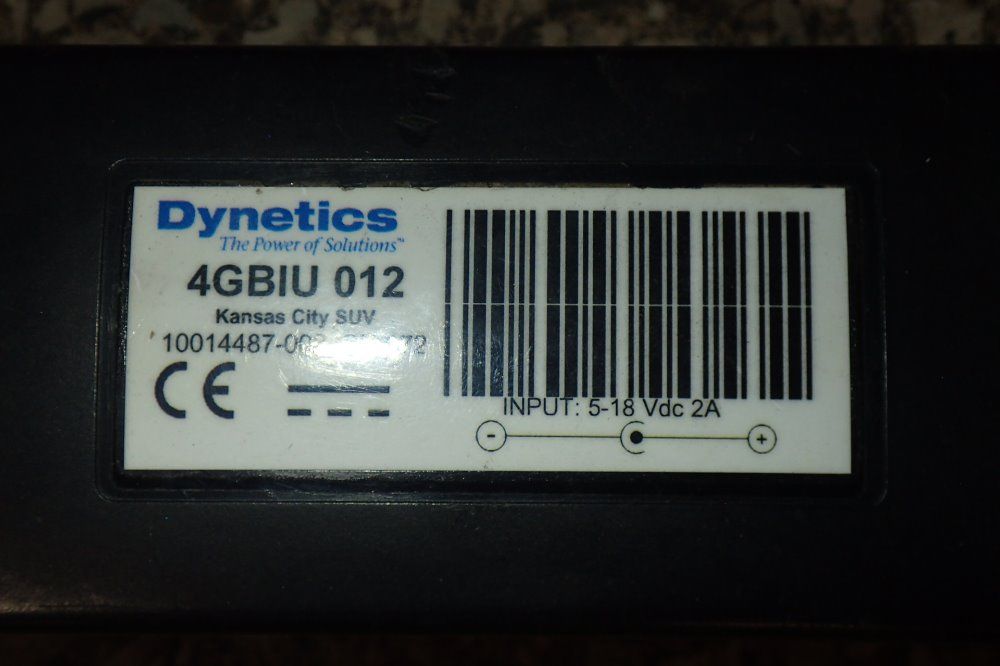 Dynetics
The Power of Solutions™
4GBIU 012
Kansas City SUV
CE
INPUT: 5-18 Vdc 2A
- +